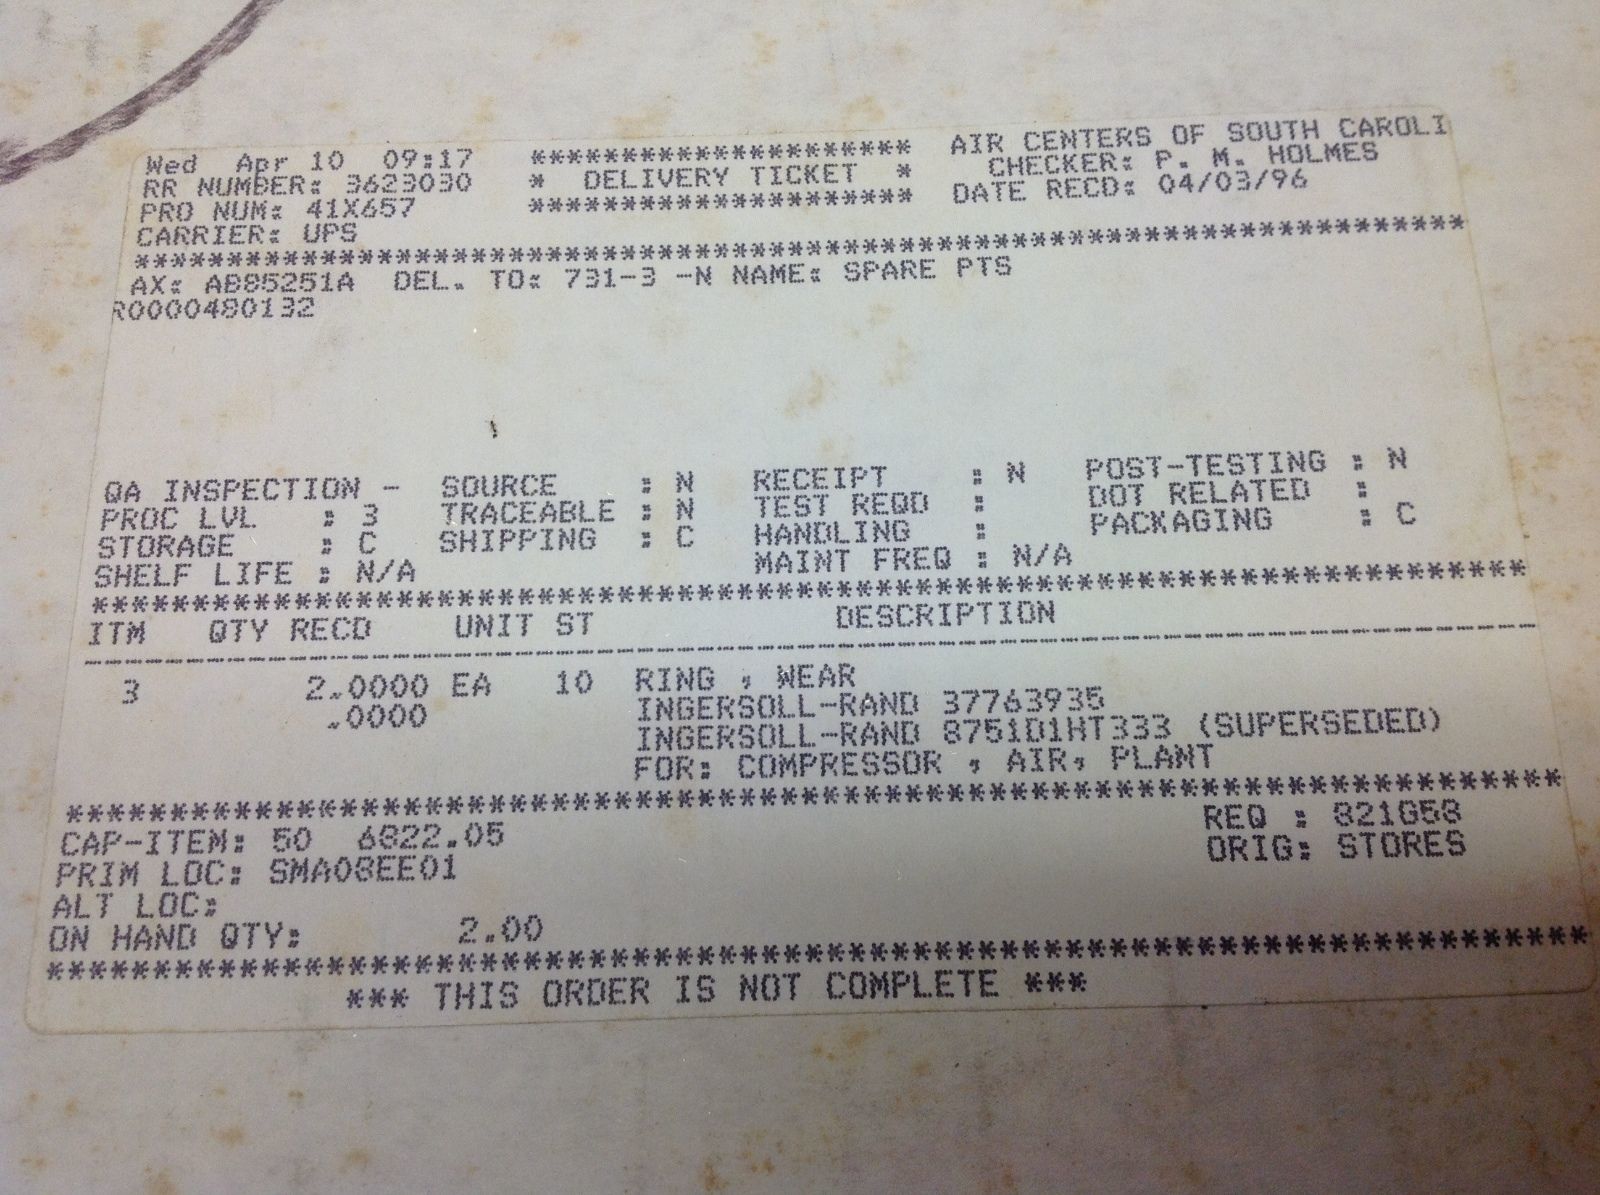 Wed Apr 10 09:17 ******************** AIR CENTERS OF SOUTH CAROLI
RR NUMBER: 3623030 * DELIVERY TICKET * CHECKER: P. M. HOLMES
PRO NUM: 41X657 ******************** DATE RECD: 04/03/96
CARRIER: UPS
********************************************************************************
AX: AB85251A DEL. TO: 731-3 -N NAME: SPARE PTS
R0000480132
QA INSPECTION - SOURCE : N RECEIPT : N POST-TESTING : N
PROC LVL : 3 TRACEABLE : N TEST REQD : DOT RELATED :
STORAGE : C SHIPPING : C HANDLING : PACKAGING : C
SHELF LIFE : N/A MAINT FREQ : N/A
********************************************************************************
ITM QTY RECD UNIT ST DESCRIPTION
--------------------------------------------------------------------------------
3 2.0000 EA 10 RING , WEAR
.0000 INGERSOLL-RAND 37763935
INGERSOLL-RAND 8751D1HT333 (SUPERSEDED)
FOR: COMPRESSOR , AIR, PLANT
********************************************************************************
CAP-ITEM: 50 6822.05 REQ : 821G58
PRIM LOC: SMA08EE01 ORIG: STORES
ALT LOC:
ON HAND QTY: 2.00
********************************************************************************
*** THIS ORDER IS NOT COMPLETE ***